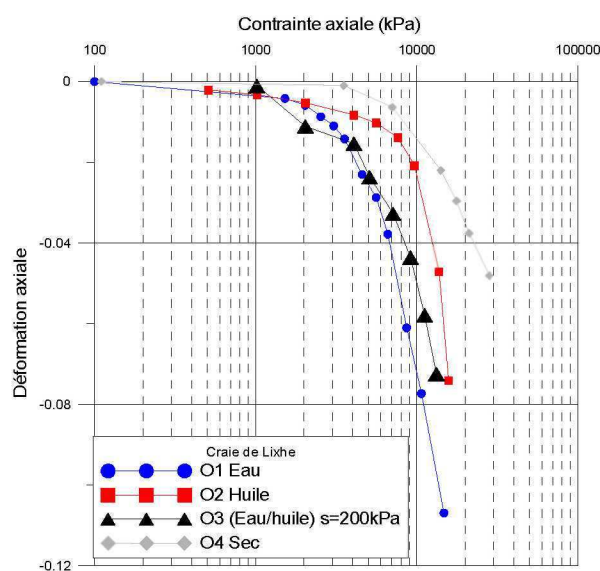 Contrainte axiale (kPa)
100 1000 10000 100000
0
-0.04
-0.08
-0.12
Déformation axiale
Craie de Lixhe
O1 Eau
O2 Huile
O3 (Eau/huile) s=200kPa
O4 Sec